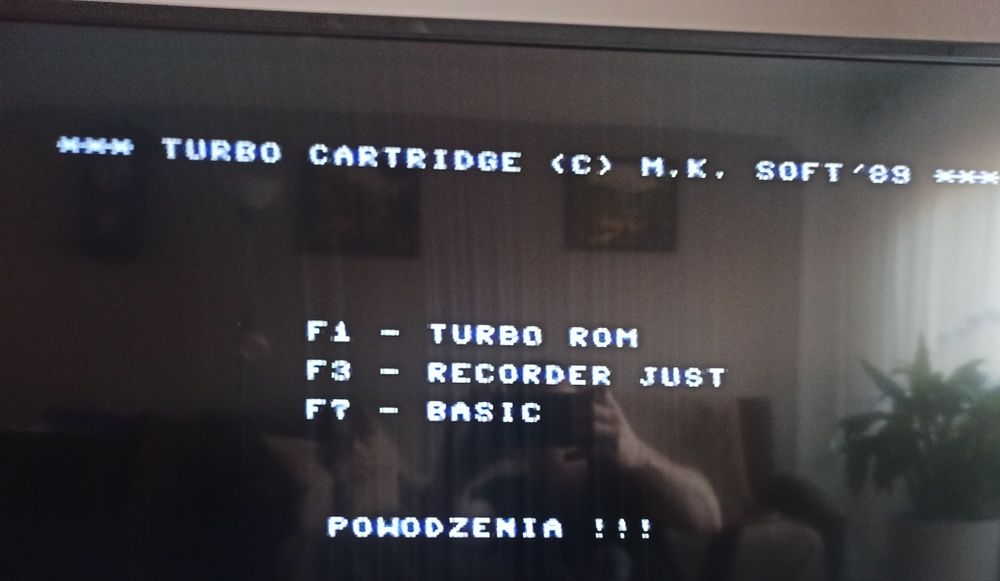 *** TURBO CARTRIDGE (C) M.K. SOFT'89 ***
F1 - TURBO ROM
F3 - RECORDER JUST
F7 - BASIC
POWODZENIA !!!